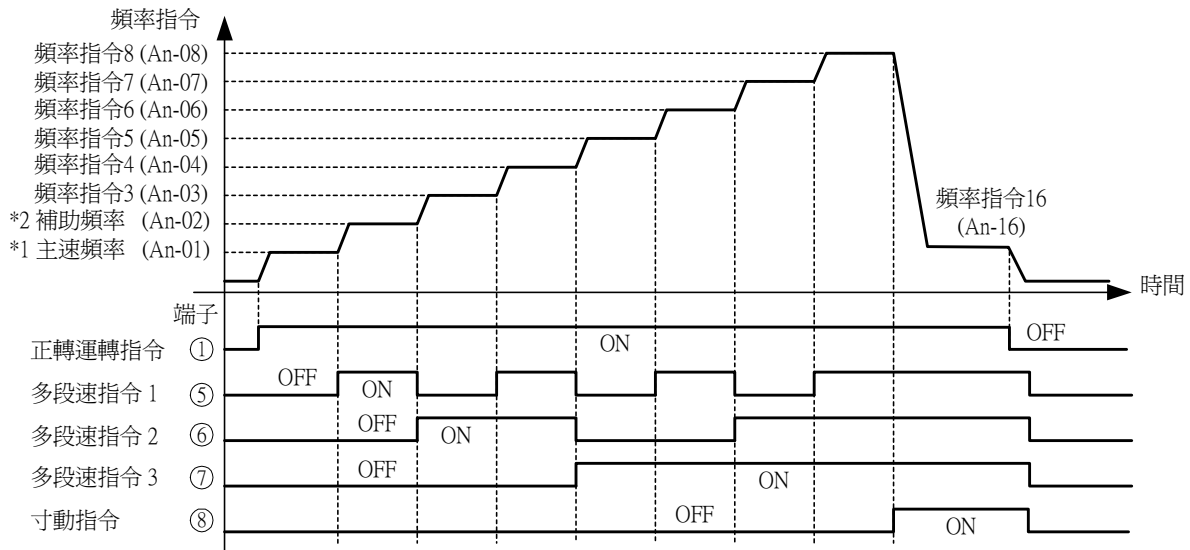 頻率指令
頻率指令8 (An-08)
頻率指令7 (An-07)
頻率指令6 (An-06)
頻率指令5 (An-05)
頻率指令4 (An-04)
頻率指令3 (An-03)
*2 補助頻率 (An-02)
*1 主速頻率 (An-01)
頻率指令16
(An-16)
時間
端子
正轉運轉指令 ① ON OFF
多段速指令 1 ⑤ OFF ON
多段速指令 2 ⑥ OFF ON
多段速指令 3 ⑦ OFF ON
寸動指令 ⑧ OFF ON